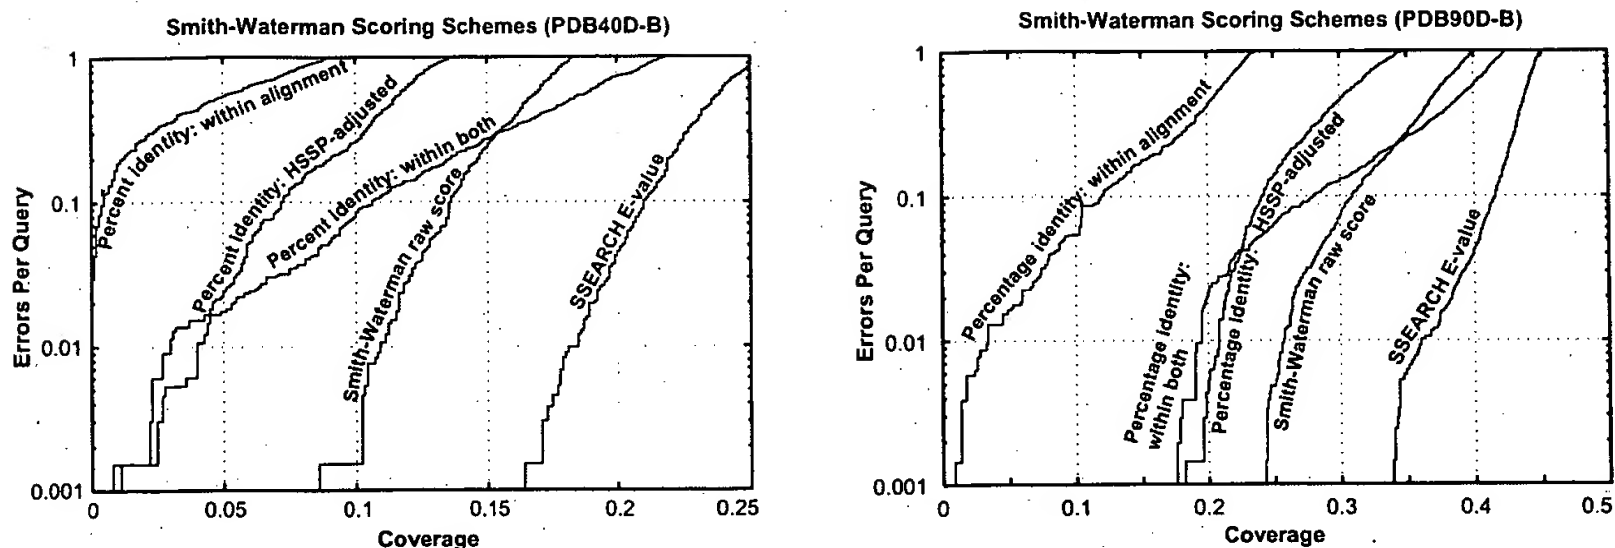 Smith-Waterman Scoring Schemes (PDB40D-B)
Errors Per Query
1
0.1
0.01
0.001
Percent Identity: within alignment
Percent Identity: HSSP-adjusted
Percent Identity: within both
Smith-Waterman raw score
SSEARCH E-value
0
0.05
0.1
0.15
0.2
0.25
Coverage
Smith-Waterman Scoring Schemes (PDB90D-B)
Errors Per Query
1
0.1
0.01
0.001
Percentage identity: within alignment
Percentage identity:
within both
Percentage identity: HSSP-adjusted
Smith-Waterman raw score
SSEARCH E-value
0
0.1
0.2
0.3
0.4
0.5
Coverage